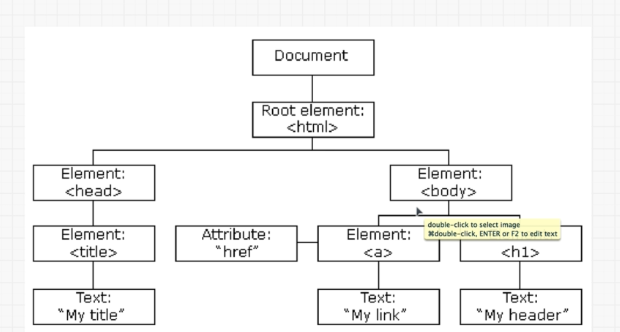 Document
Root element:
<html>
Element:
<head>
Element:
<body>
double-click to select image
⌘double-click, ENTER or F2 to edit text
Element:
<title>
Attribute:
"href"
Element:
<a>
<h1>
Text:
"My title"
Text:
"My link"
Text:
"My header"